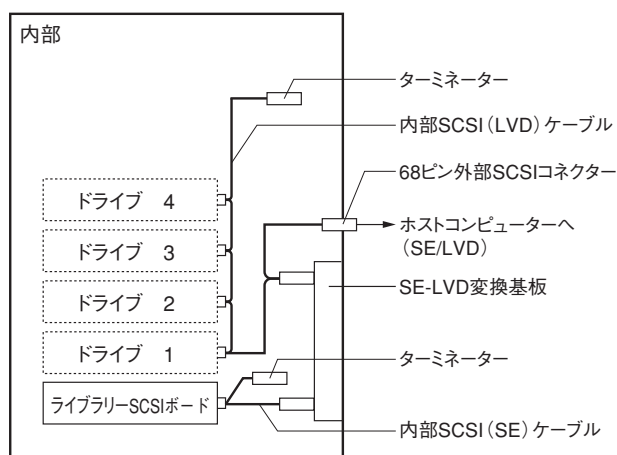 内部
ターミネーター
内部SCSI（LVD）ケーブル
68ピン外部SCSIコネクター
ホストコンピューターへ
（SE/LVD）
SE-LVD変換基板
ターミネーター
内部SCSI（SE）ケーブル
ドライブ　4
ドライブ　3
ドライブ　2
ドライブ　1
ライブラリーSCSIボード